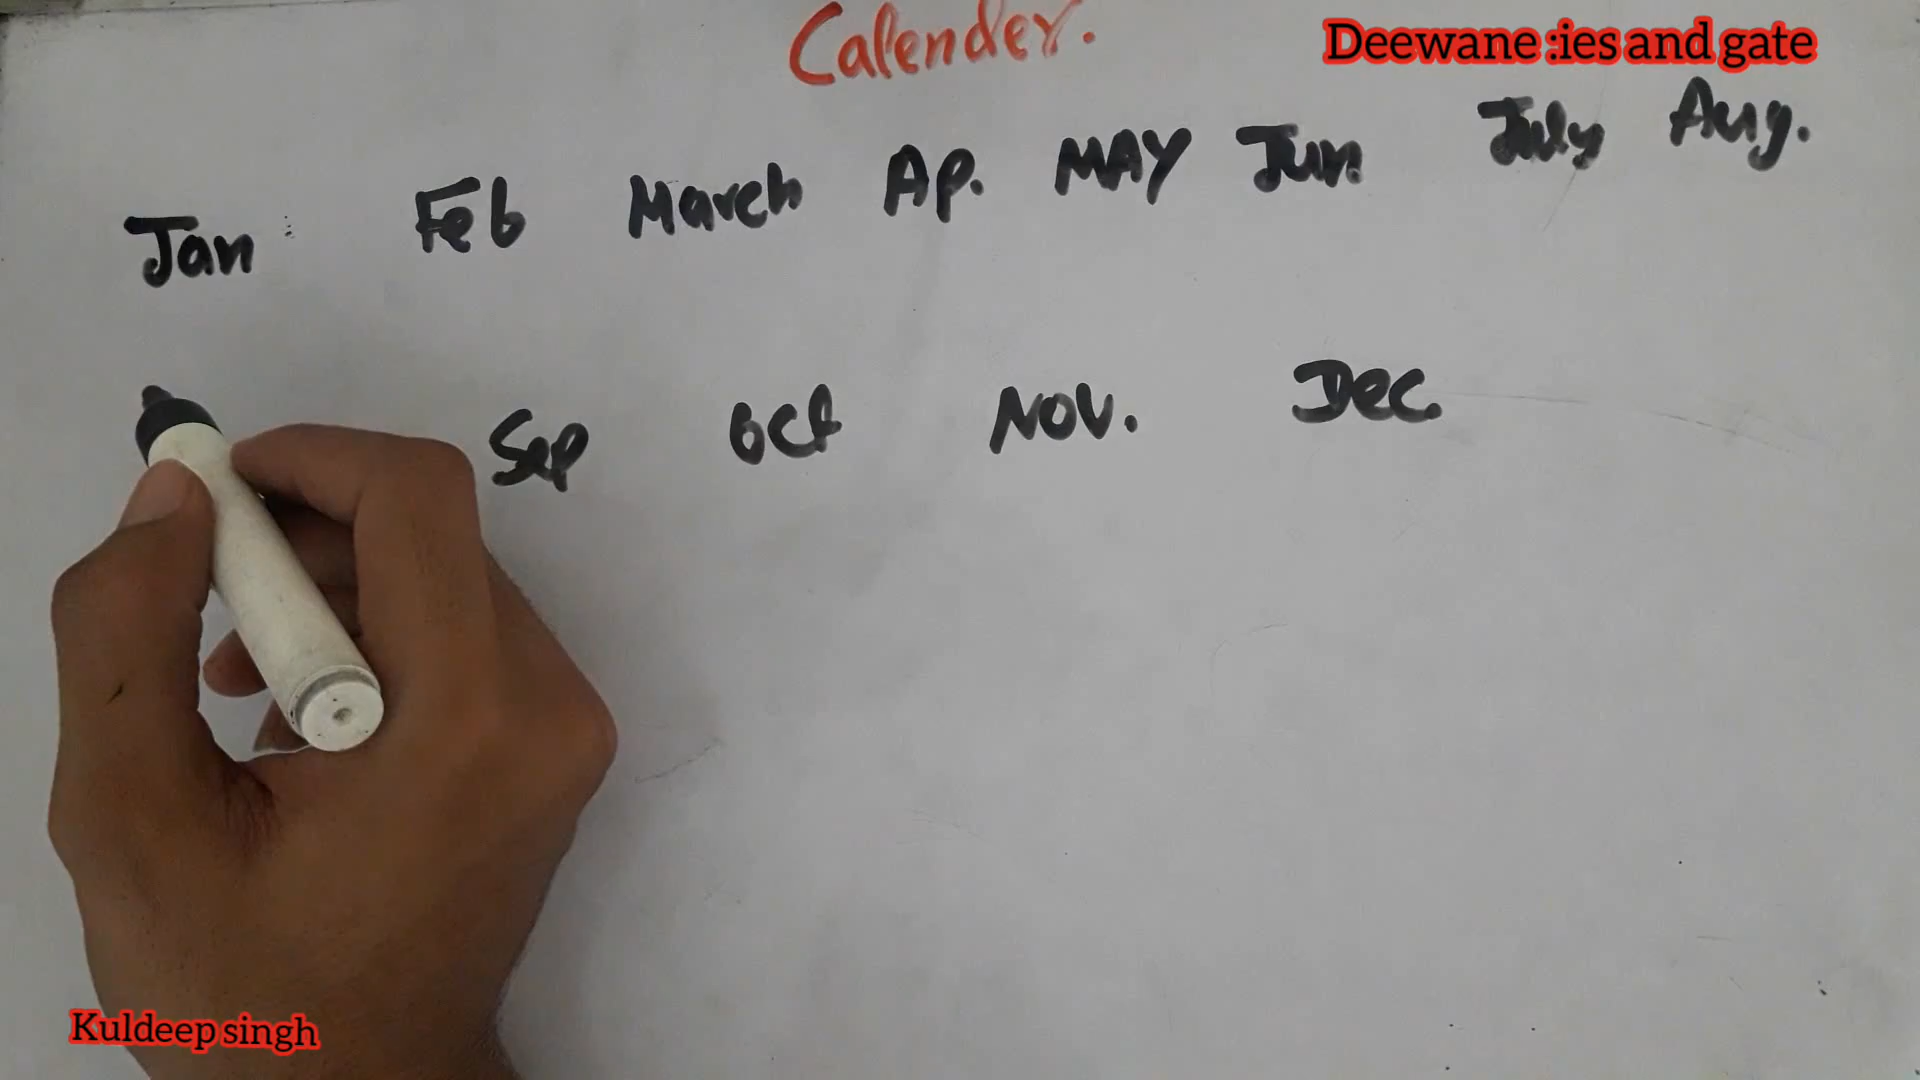 Calender.
Deewane :ies and gate
Jan Feb March Ap. MAY Jun. July Aug.
Sep Oct Nov. Dec.
Kuldeep singh